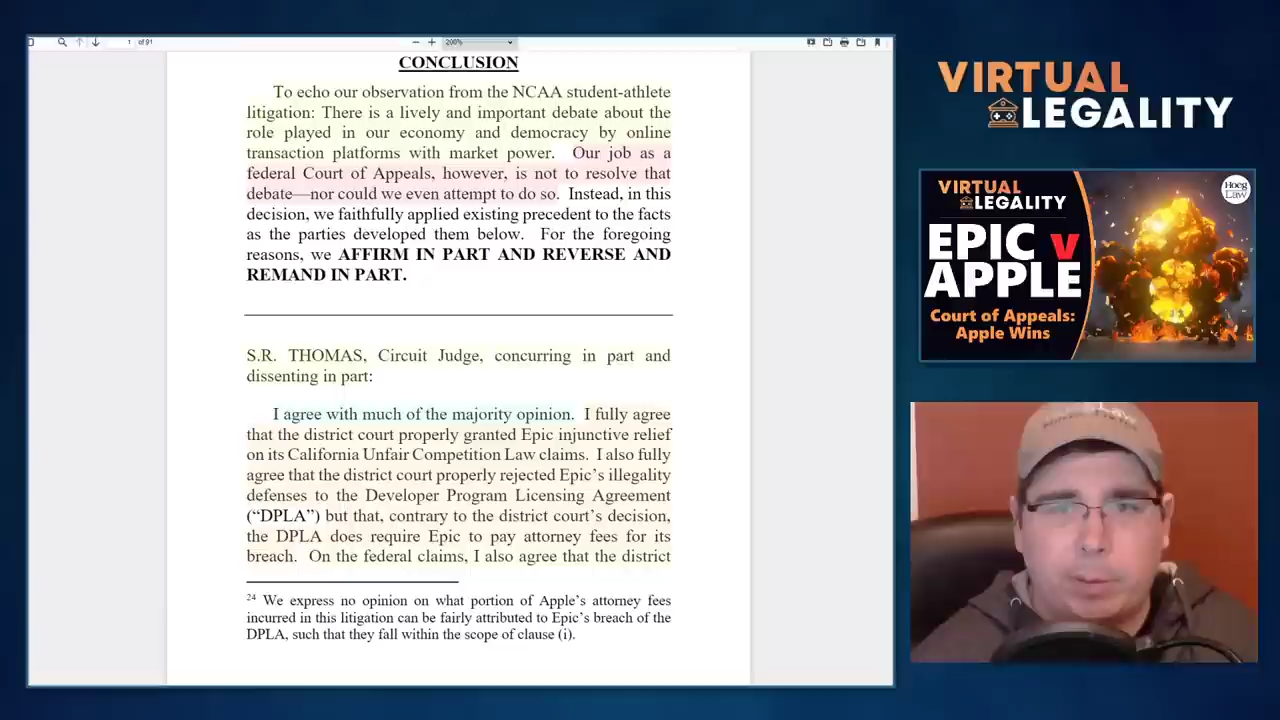 1 of 91
200%
CONCLUSION
To echo our observation from the NCAA student-athlete
litigation: There is a lively and important debate about the
role played in our economy and democracy by online
transaction platforms with market power. Our job as a
federal Court of Appeals, however, is not to resolve that
debate—nor could we even attempt to do so. Instead, in this
decision, we faithfully applied existing precedent to the facts
as the parties developed them below. For the foregoing
reasons, we AFFIRM IN PART AND REVERSE AND
REMAND IN PART.
S.R. THOMAS, Circuit Judge, concurring in part and
dissenting in part:
I agree with much of the majority opinion. I fully agree
that the district court properly granted Epic injunctive relief
on its California Unfair Competition Law claims. I also fully
agree that the district court properly rejected Epic's illegality
defenses to the Developer Program Licensing Agreement
("DPLA") but that, contrary to the district court's decision,
the DPLA does require Epic to pay attorney fees for its
breach. On the federal claims, I also agree that the district
24 We express no opinion on what portion of Apple's attorney fees
incurred in this litigation can be fairly attributed to Epic's breach of the
DPLA, such that they fall within the scope of clause (i).
VIRTUAL
LEGALITY
VIRTUAL
LEGALITY
Hoeg
Law
EPIC v
APPLE
Court of Appeals:
Apple Wins